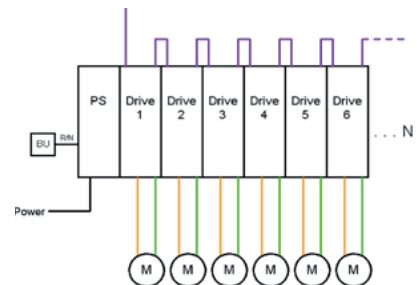 PS
Drive
1
Drive
2
Drive
3
Drive
4
Drive
5
Drive
6
. . . N
BU
R/N
Power
M
M
M
M
M
M